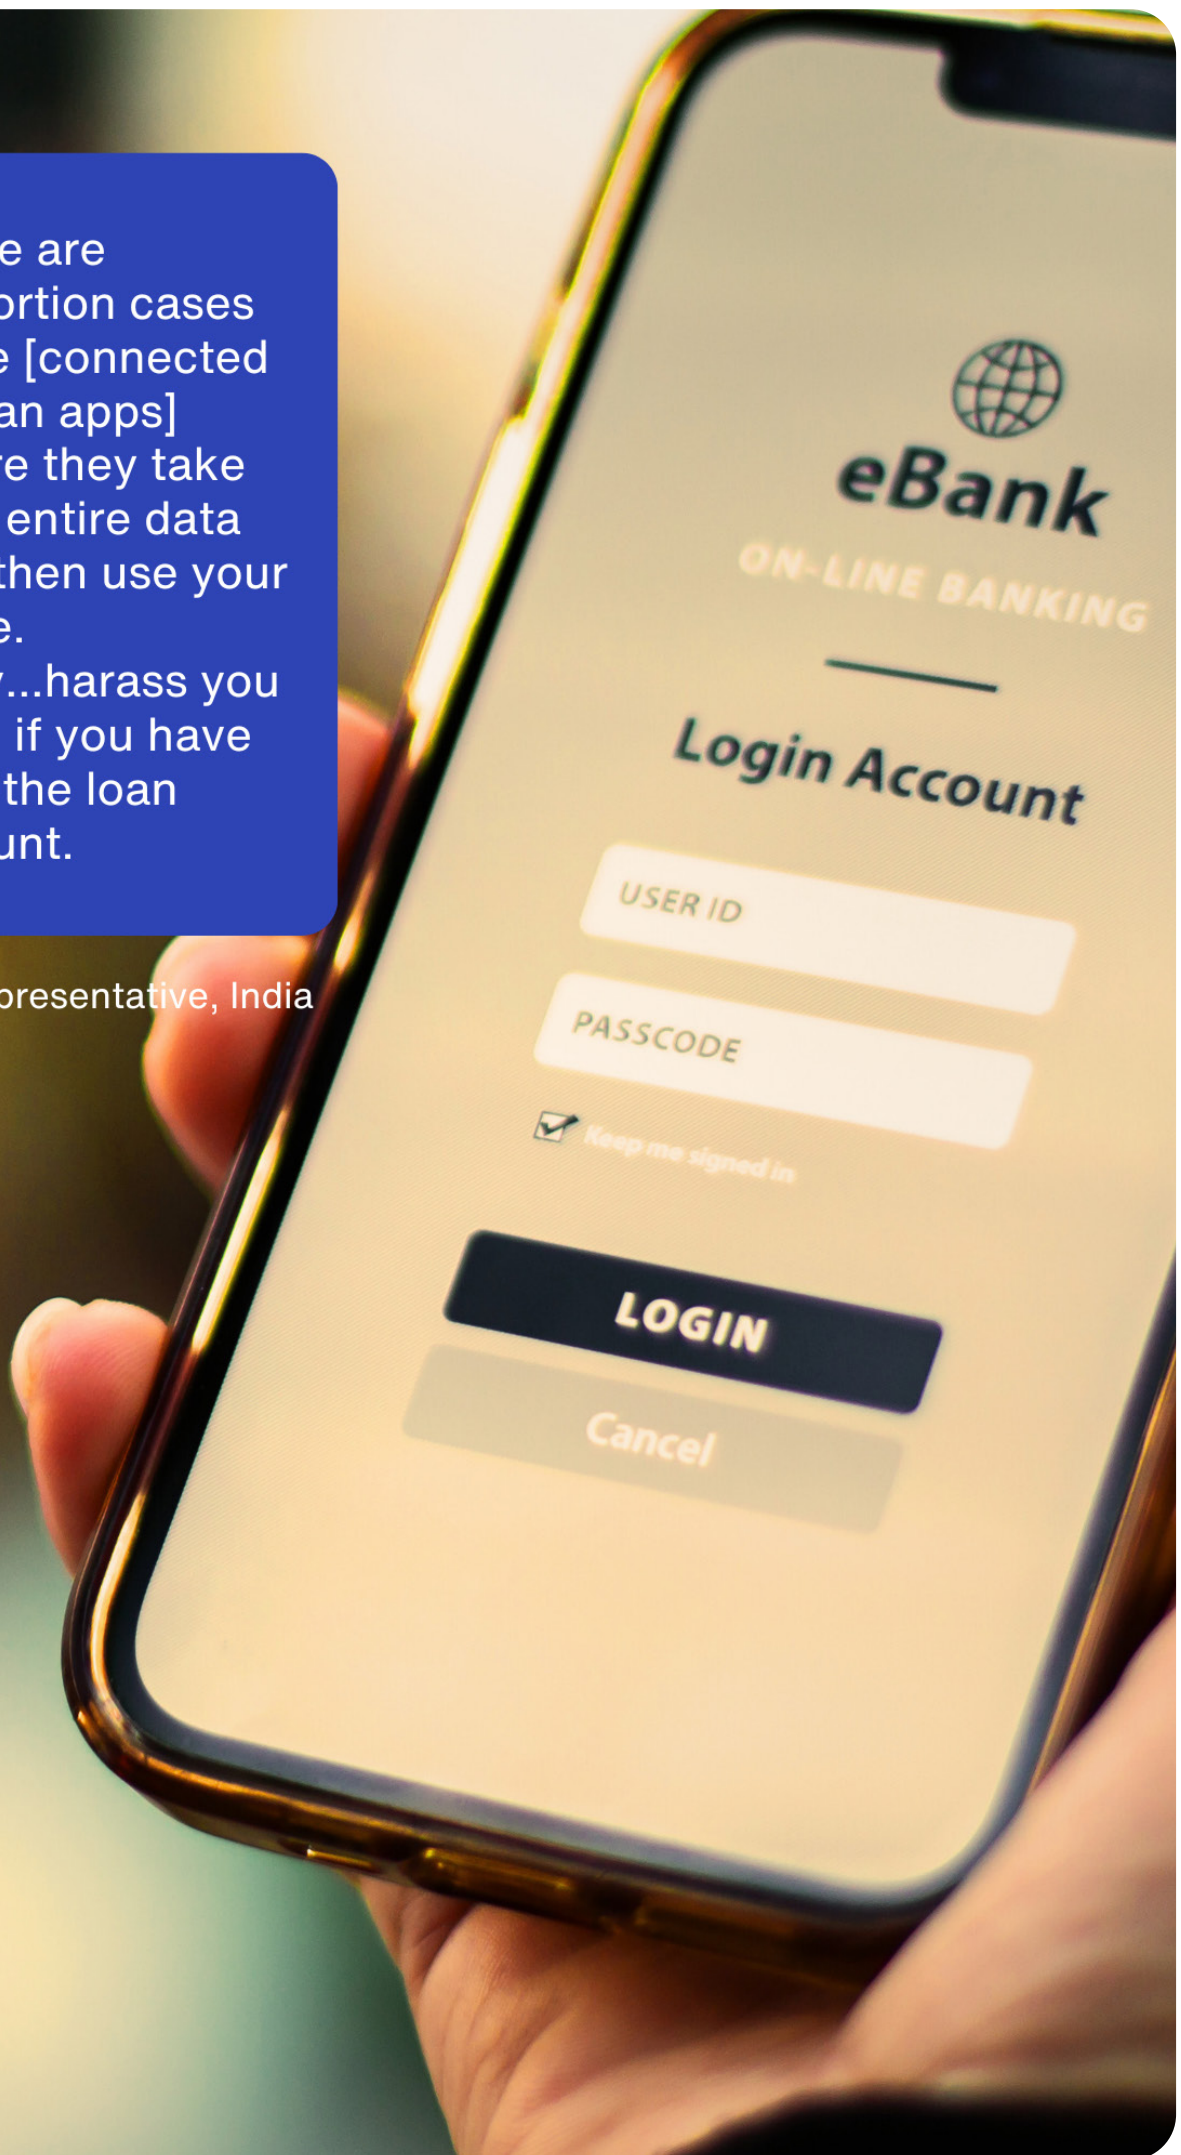 e are
ortion cases
e [connected
an apps]
re they take
entire data
then use your
e.
y...harass you
if you have
the loan
unt.
presentative, India
eBank
ON-LINE BANKING
Login Account
USER ID
PASSCODE
Keep me signed in
LOGIN
Cancel